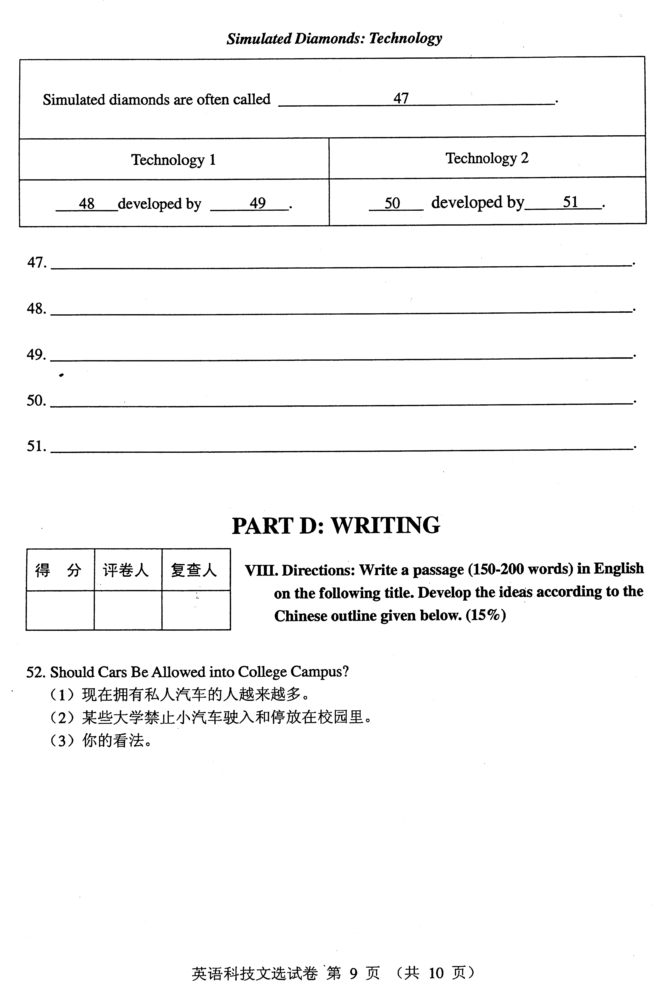 Simulated Diamonds: Technology
Simulated diamonds are often called 47 .
Technology 1 Technology 2
48 developed by 49 . 50 developed by 51 .
47. .
48. .
49. .
50. .
51. .
PART D: WRITING
得 分 评卷人 复查人
VIII. Directions: Write a passage (150-200 words) in English
on the following title. Develop the ideas according to the
Chinese outline given below. (15%)
52. Should Cars Be Allowed into College Campus?
（1）现在拥有私人汽车的人越来越多。
（2）某些大学禁止小汽车驶入和停放在校园里。
（3）你的看法。
英语科技文选试卷 第 9 页 （共 10 页）